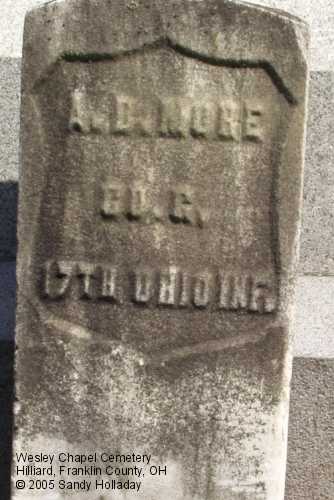 A. D. MORE
CO. G.
17TH OHIO INF.
Wesley Chapel Cemetery
Hilliard, Franklin County, OH
© 2005 Sandy Holladay